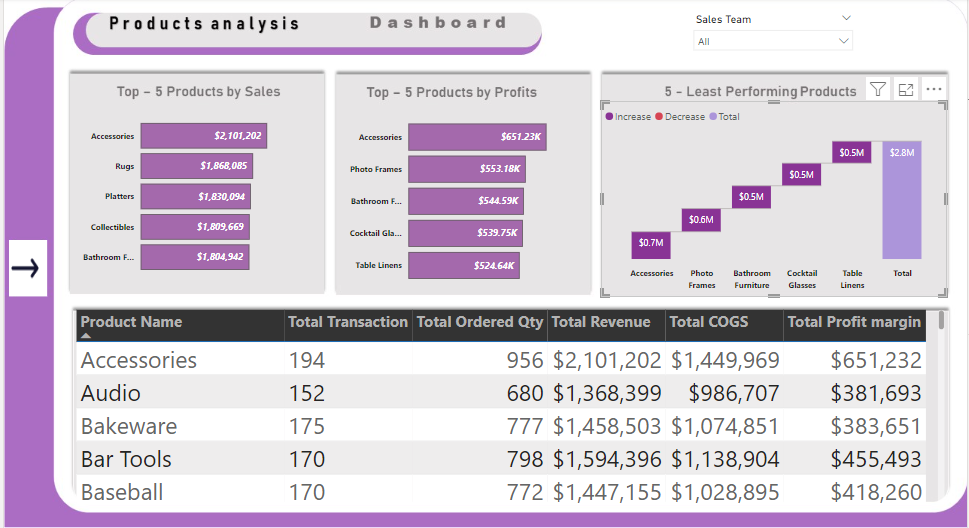 Products analysis Dashboard
Sales Team
All
Top – 5 Products by Sales
Accessories $2,101,202
Rugs $1,868,085
Platters $1,830,094
Collectibles $1,809,669
Bathroom F... $1,804,942
Top – 5 Products by Profits
Accessories $651.23K
Photo Frames $553.18K
Bathroom F... $544.59K
Cocktail Gla... $539.75K
Table Linens $524.64K
5 - Least Performing Products
Increase Decrease Total
$0.7M $0.6M $0.5M $0.5M $0.5M $2.8M
Accessories Photo Bathroom Cocktail Table Total
Frames Furniture Glasses Linens
Product Name Total Transaction Total Ordered Qty Total Revenue Total COGS Total Profit margin
Accessories 194 956 $2,101,202 $1,449,969 $651,232
Audio 152 680 $1,368,399 $986,707 $381,693
Bakeware 175 777 $1,458,503 $1,074,851 $383,651
Bar Tools 170 798 $1,594,396 $1,138,904 $455,493
Baseball 170 772 $1,447,155 $1,028,895 $418,260